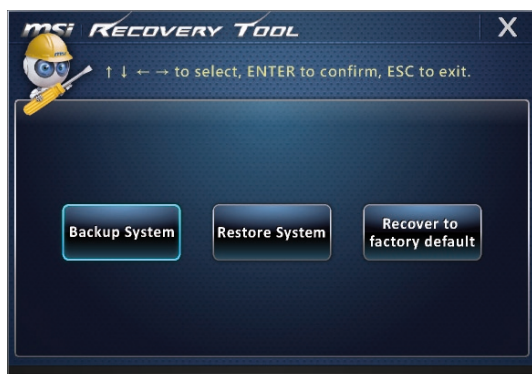 msi RECOVERY TOOL X
↑ ↓ ← → to select, ENTER to confirm, ESC to exit.
Backup System
Restore System
Recover to
factory default